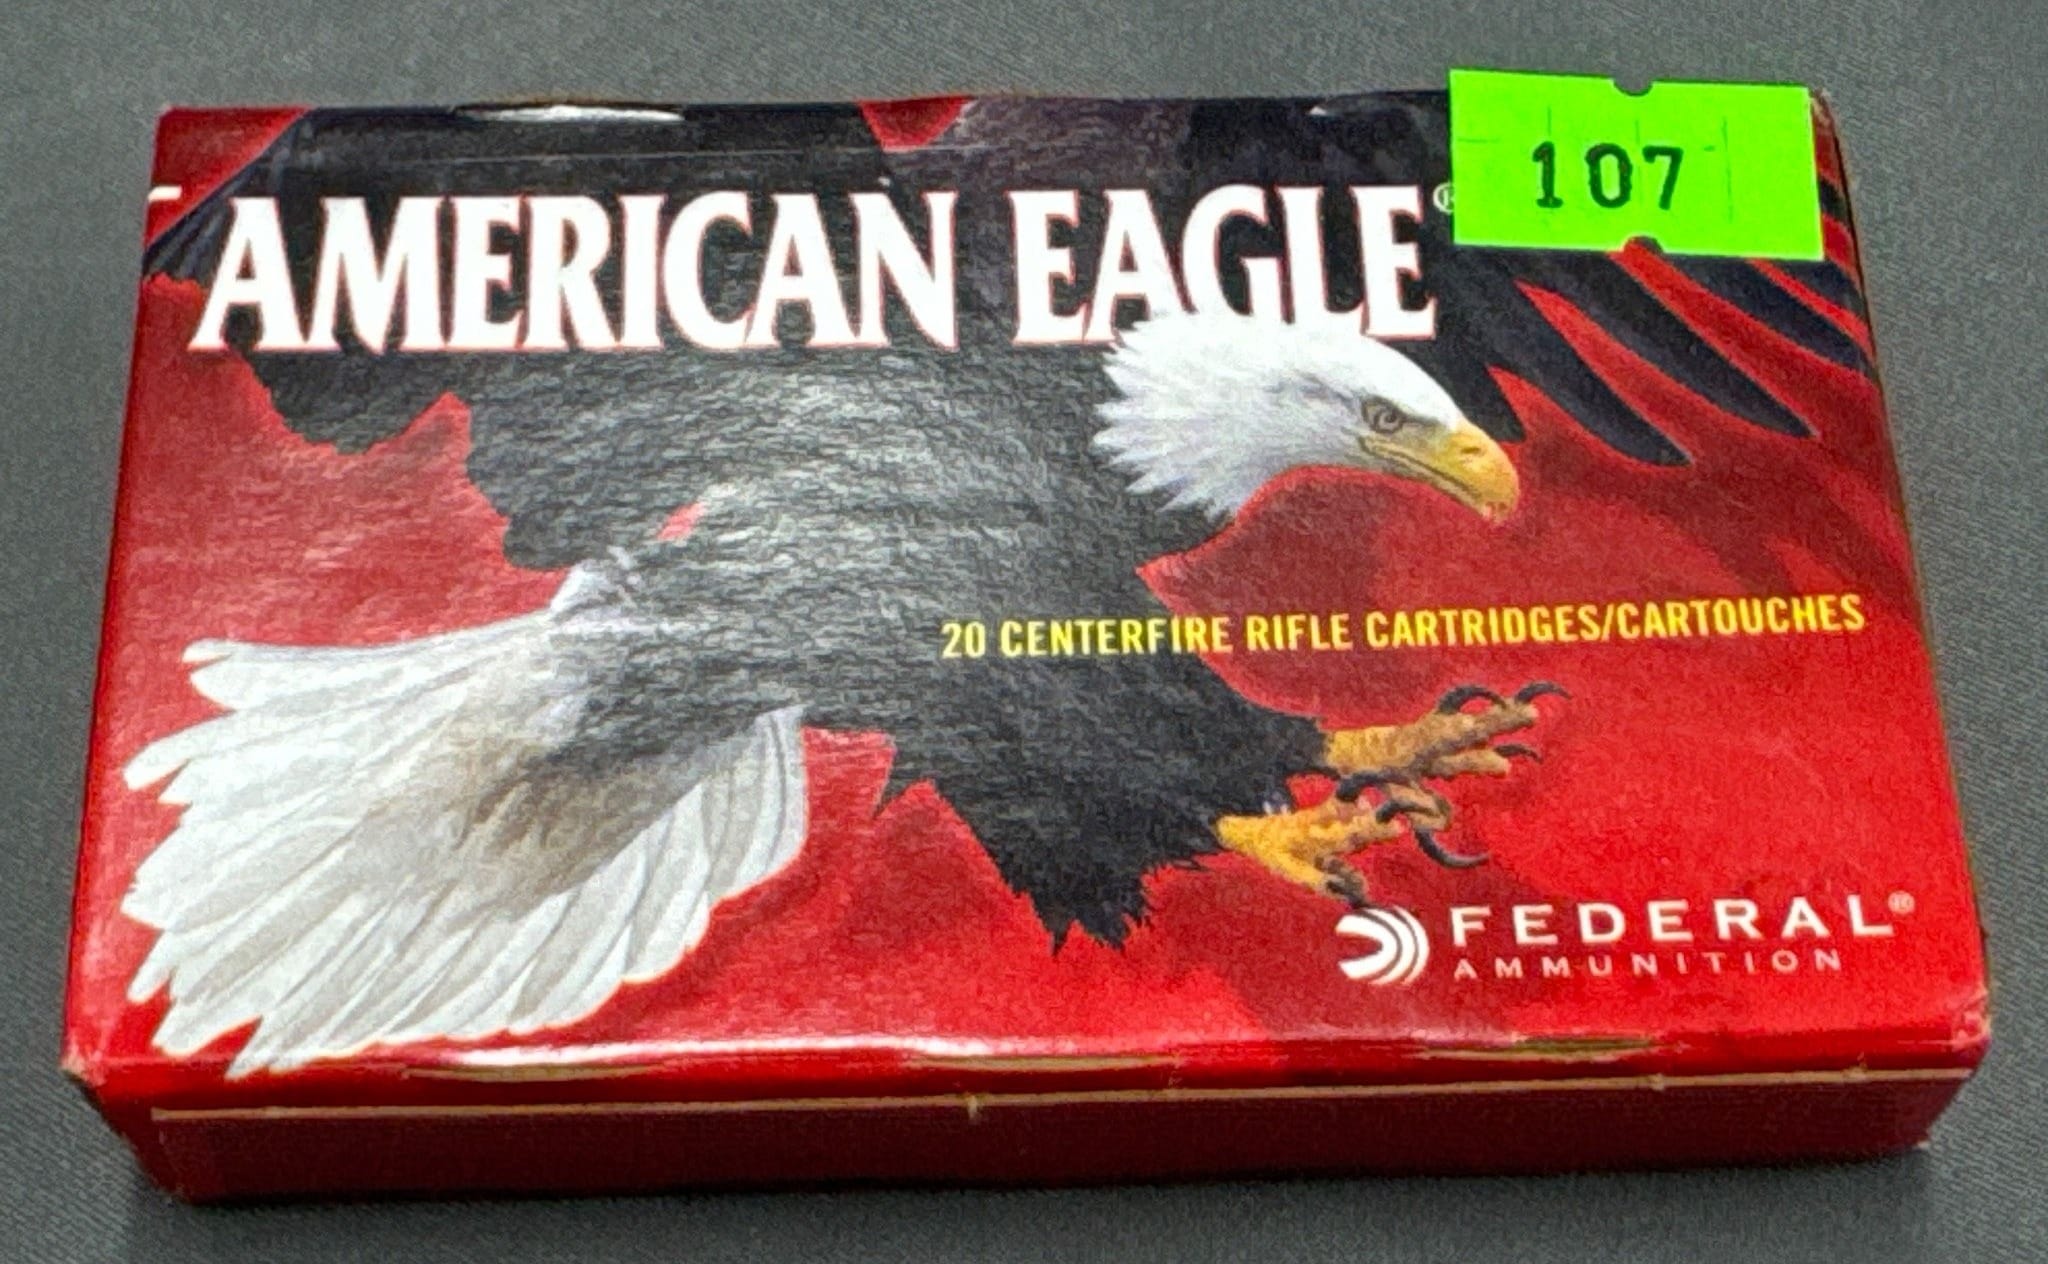 107
AMERICAN EAGLE®
20 CENTERFIRE RIFLE CARTRIDGES/CARTOUCHES
FEDERAL®
AMMUNITION